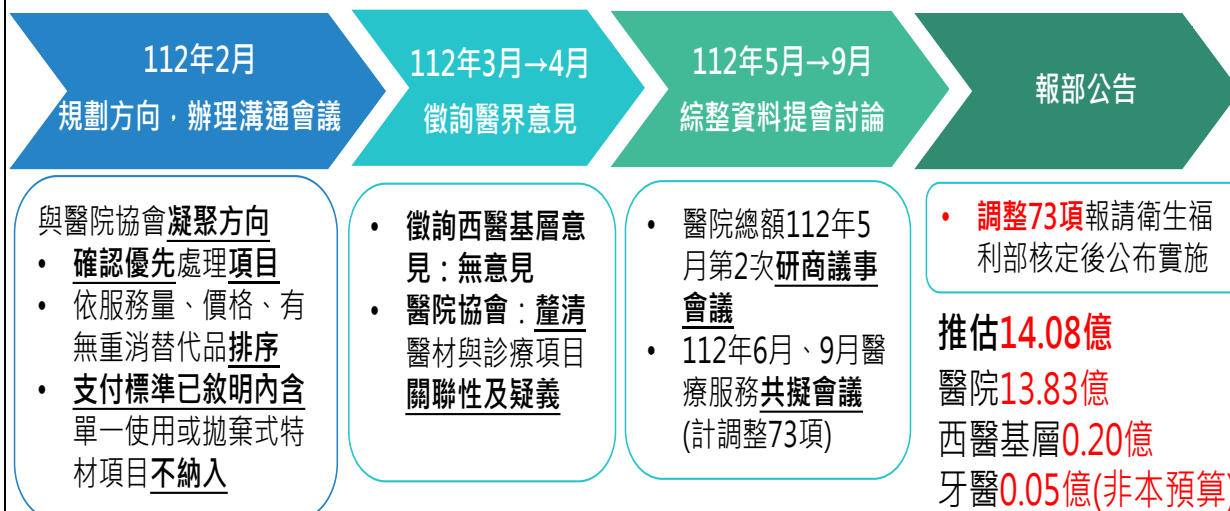 112年2月
規劃方向，辦理溝通會議
112年3月→4月
徵詢醫界意見
112年5月→9月
綜整資料提會討論
報部公告
與醫院協會凝聚方向
• 確認優先處理項目
• 依服務量、價格、有
無重消替代品排序
• 支付標準已敘明內含
單一使用或拋棄式特
材項目不納入
• 徵詢西醫基層意
見：無意見
• 醫院協會：釐清
醫材與診療項目
關聯性及疑義
• 醫院總額112年5
月第2次研商議事
會議
• 112年6月、9月醫
療服務共擬會議
(計調整73項)
• 調整73項報請衛生福
利部核定後公布實施
推估14.08億
醫院13.83億
西醫基層0.20億
牙醫0.05億(非本預算)